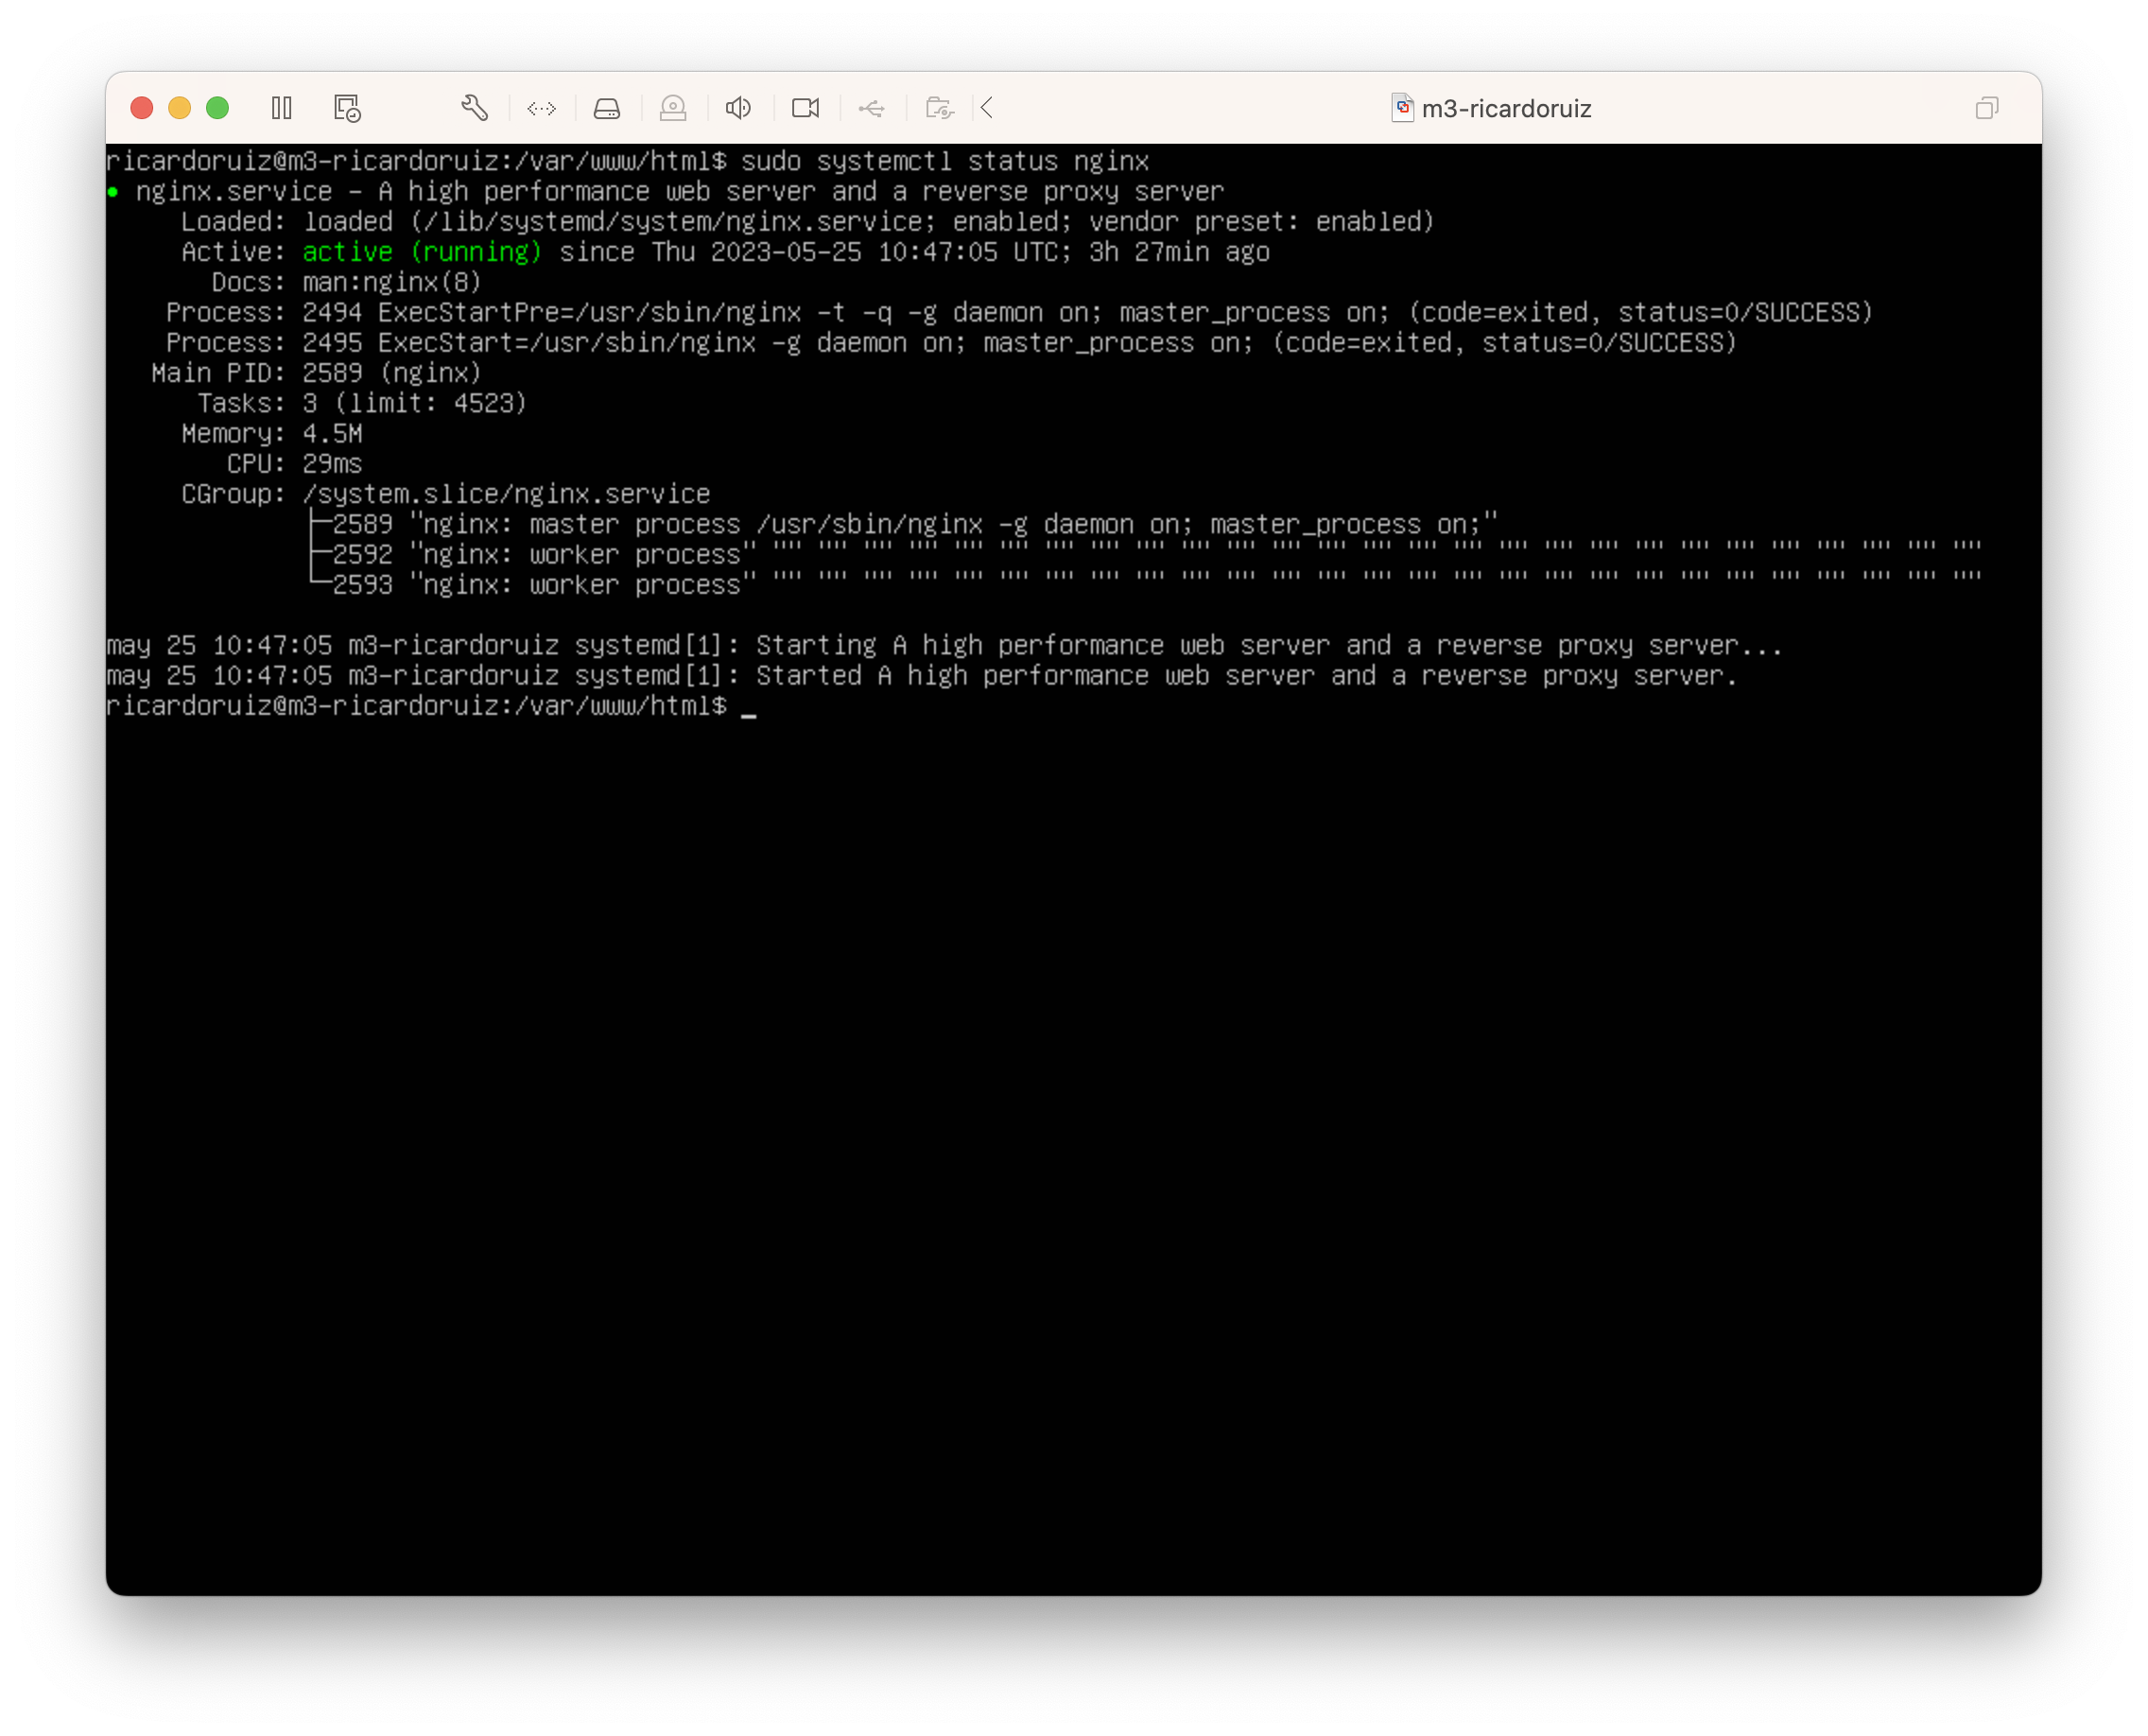 m3-ricardoruiz
ricardoruiz@m3-ricardoruiz:/var/www/html$ sudo systemctl status nginx
● nginx.service - A high performance web server and a reverse proxy server
     Loaded: loaded (/lib/systemd/system/nginx.service; enabled; vendor preset: enabled)
     Active: active (running) since Thu 2023-05-25 10:47:05 UTC; 3h 27min ago
       Docs: man:nginx(8)
    Process: 2494 ExecStartPre=/usr/sbin/nginx -t -q -g daemon on; master_process on; (code=exited, status=0/SUCCESS)
    Process: 2495 ExecStart=/usr/sbin/nginx -g daemon on; master_process on; (code=exited, status=0/SUCCESS)
   Main PID: 2589 (nginx)
      Tasks: 3 (limit: 4523)
     Memory: 4.5M
        CPU: 29ms
     CGroup: /system.slice/nginx.service
             ├─2589 "nginx: master process /usr/sbin/nginx -g daemon on; master_process on;"
             ├─2592 "nginx: worker process" "" "" "" "" "" "" "" "" "" "" "" "" "" "" "" "" "" "" "" "" "" "" "" "" "" "" ""
             └─2593 "nginx: worker process" "" "" "" "" "" "" "" "" "" "" "" "" "" "" "" "" "" "" "" "" "" "" "" "" "" "" ""

may 25 10:47:05 m3-ricardoruiz systemd[1]: Starting A high performance web server and a reverse proxy server...
may 25 10:47:05 m3-ricardoruiz systemd[1]: Started A high performance web server and a reverse proxy server.
ricardoruiz@m3-ricardoruiz:/var/www/html$ _